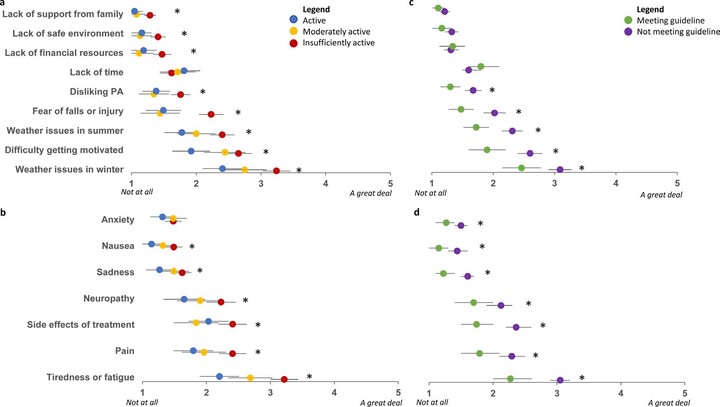 a
Legend
Active
Moderately active
Insufficiently active
Lack of support from family
*
Lack of safe environment
*
Lack of financial resources
*
Lack of time
Disliking PA
*
Fear of falls or injury
*
Weather issues in summer
*
Difficulty getting motivated
*
Weather issues in winter
*
1 2 3 4 5
Not at all
A great deal
c
Legend
Meeting guideline
Not meeting guideline
*
*
*
*
*
1 2 3 4 5
Not at all
A great deal
b
Anxiety
Nausea
*
Sadness
*
Neuropathy
*
Side effects of treatment
*
Pain
*
Tiredness or fatigue
*
1 2 3 4 5
Not at all
A great deal
d
*
*
*
*
*
*
*
1 2 3 4 5
Not at all
A great deal